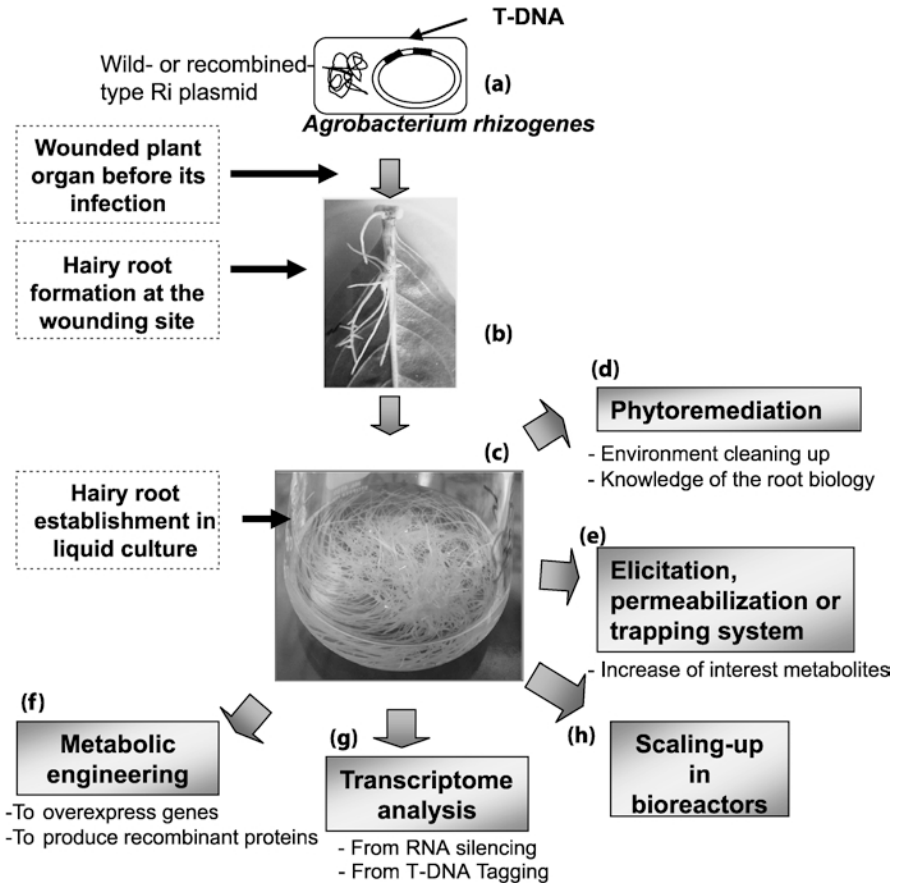 T-DNA
Wild- or recombined-
type Ri plasmid
(a)
Agrobacterium rhizogenes
Wounded plant
organ before its
infection
Hairy root
formation at the
wounding site
(b)
(d)
Phytoremediation
- Environment cleaning up
- Knowledge of the root biology
(c)
Hairy root
establishment in
liquid culture
(e)
Elicitation,
permeabilization or
trapping system
- Increase of interest metabolites
(f)
Metabolic
engineering
-To overexpress genes
-To produce recombinant proteins
(g)
Transcriptome
analysis
- From RNA silencing
- From T-DNA Tagging
(h)
Scaling-up
in
bioreactors